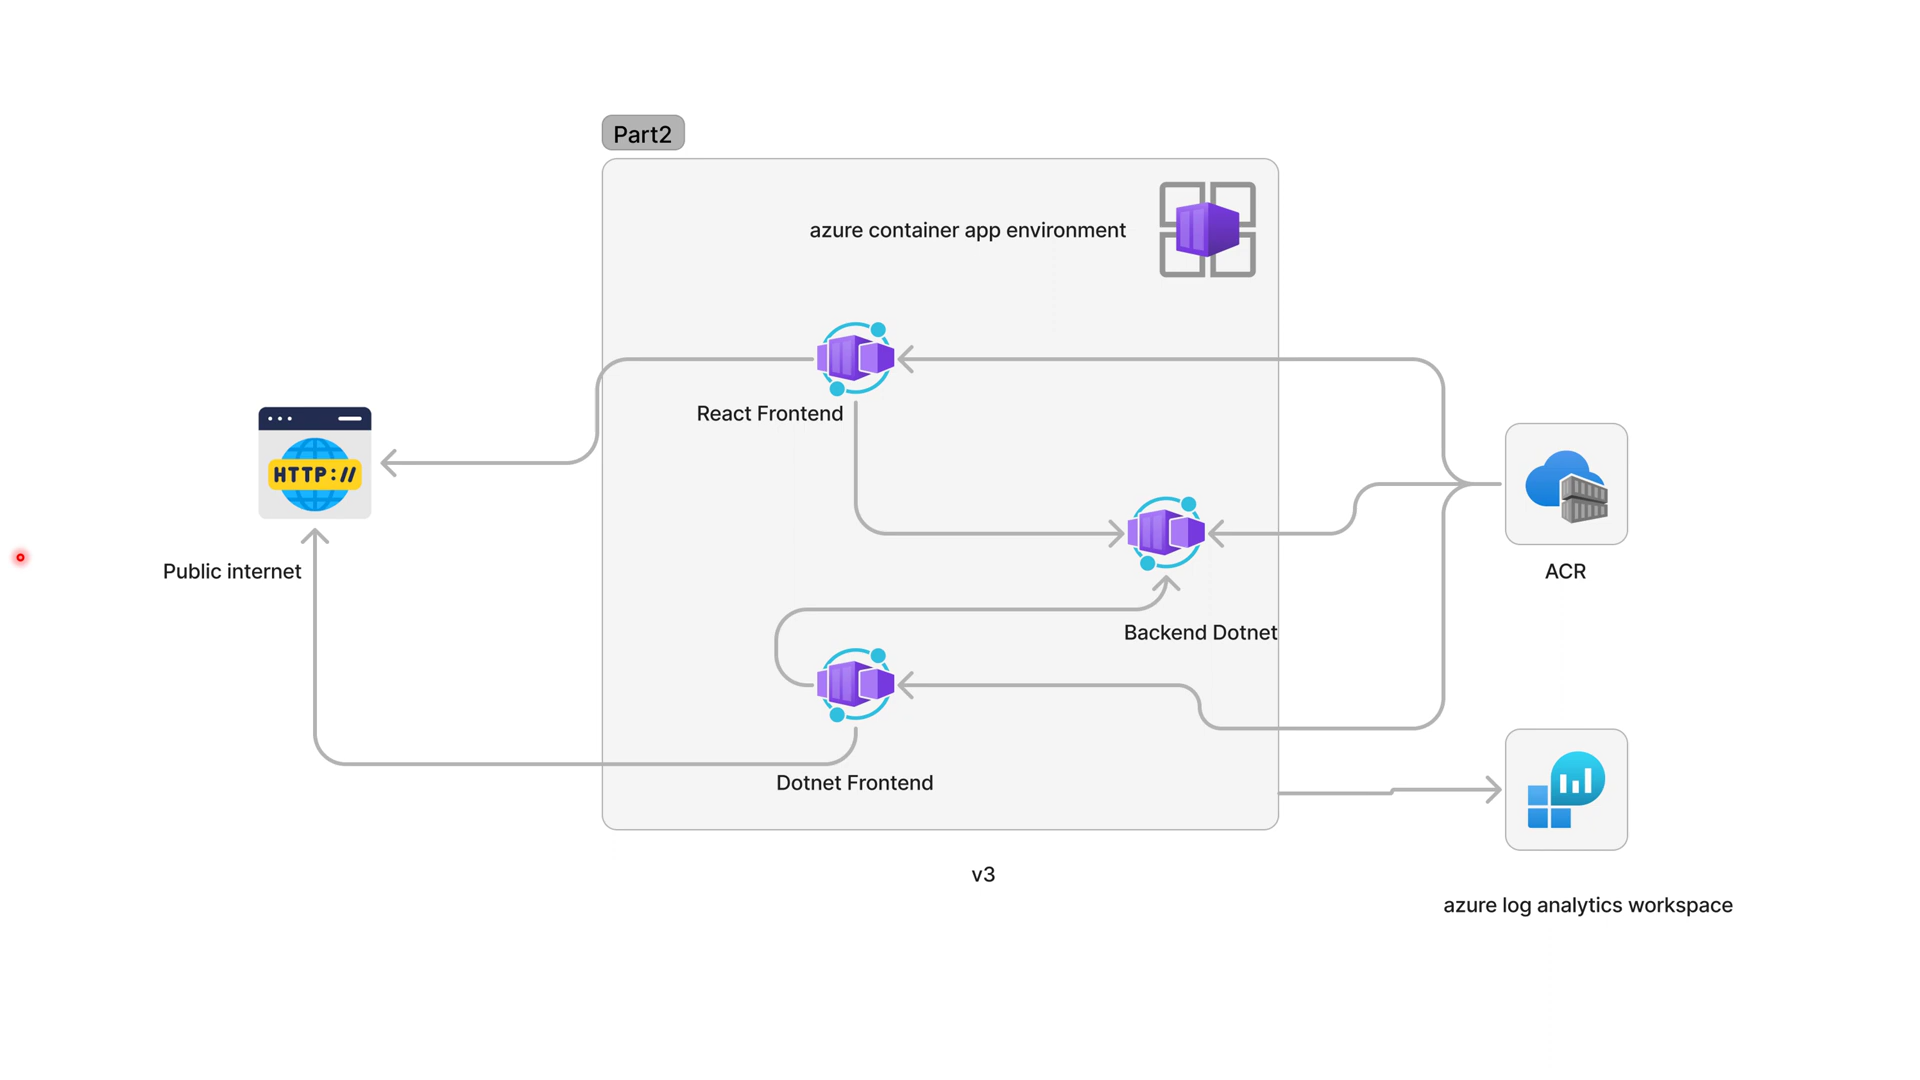 Part2
azure container app environment
React Frontend
HTTP://
Public internet
ACR
Backend Dotnet
Dotnet Frontend
v3
azure log analytics workspace